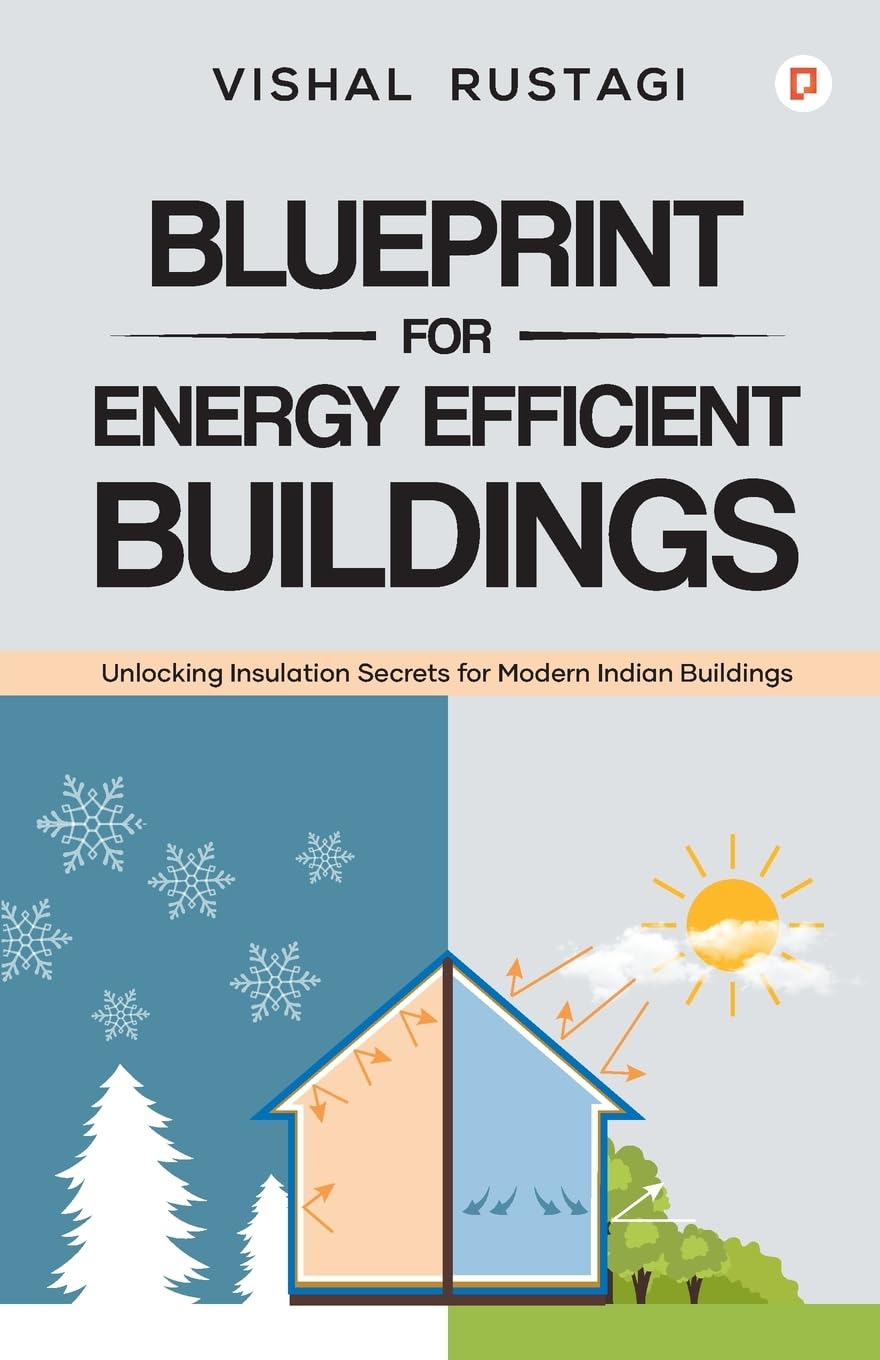 VISHAL RUSTAGI
BLUEPRINT
FOR
ENERGY EFFICIENT
BUILDINGS
Unlocking Insulation Secrets for Modern Indian Buildings